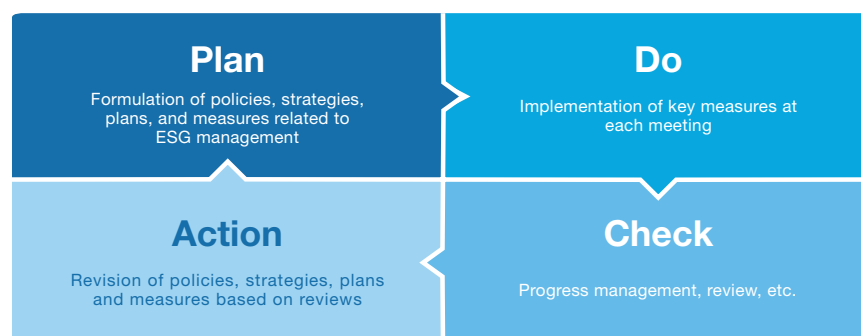 Plan
Formulation of policies, strategies,
plans, and measures related to
ESG management
Do
Implementation of key measures at
each meeting
Action
Revision of policies, strategies, plans
and measures based on reviews
Check
Progress management, review, etc.